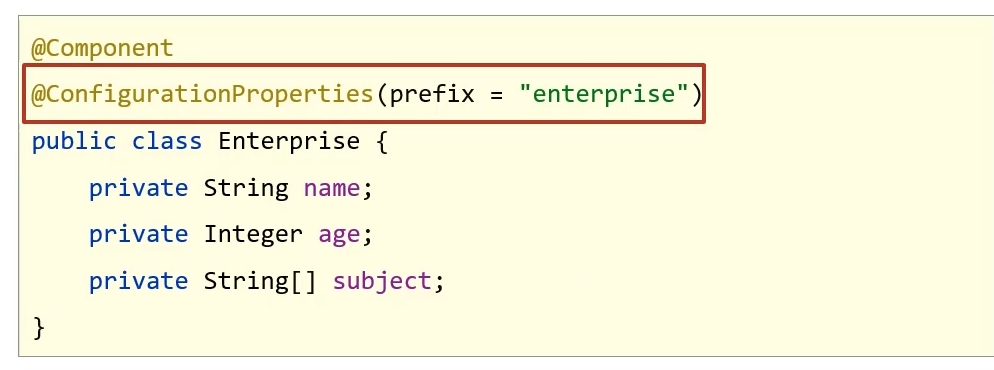 @Component
@ConfigurationProperties(prefix = "enterprise")
public class Enterprise {
    private String name;
    private Integer age;
    private String[] subject;
}